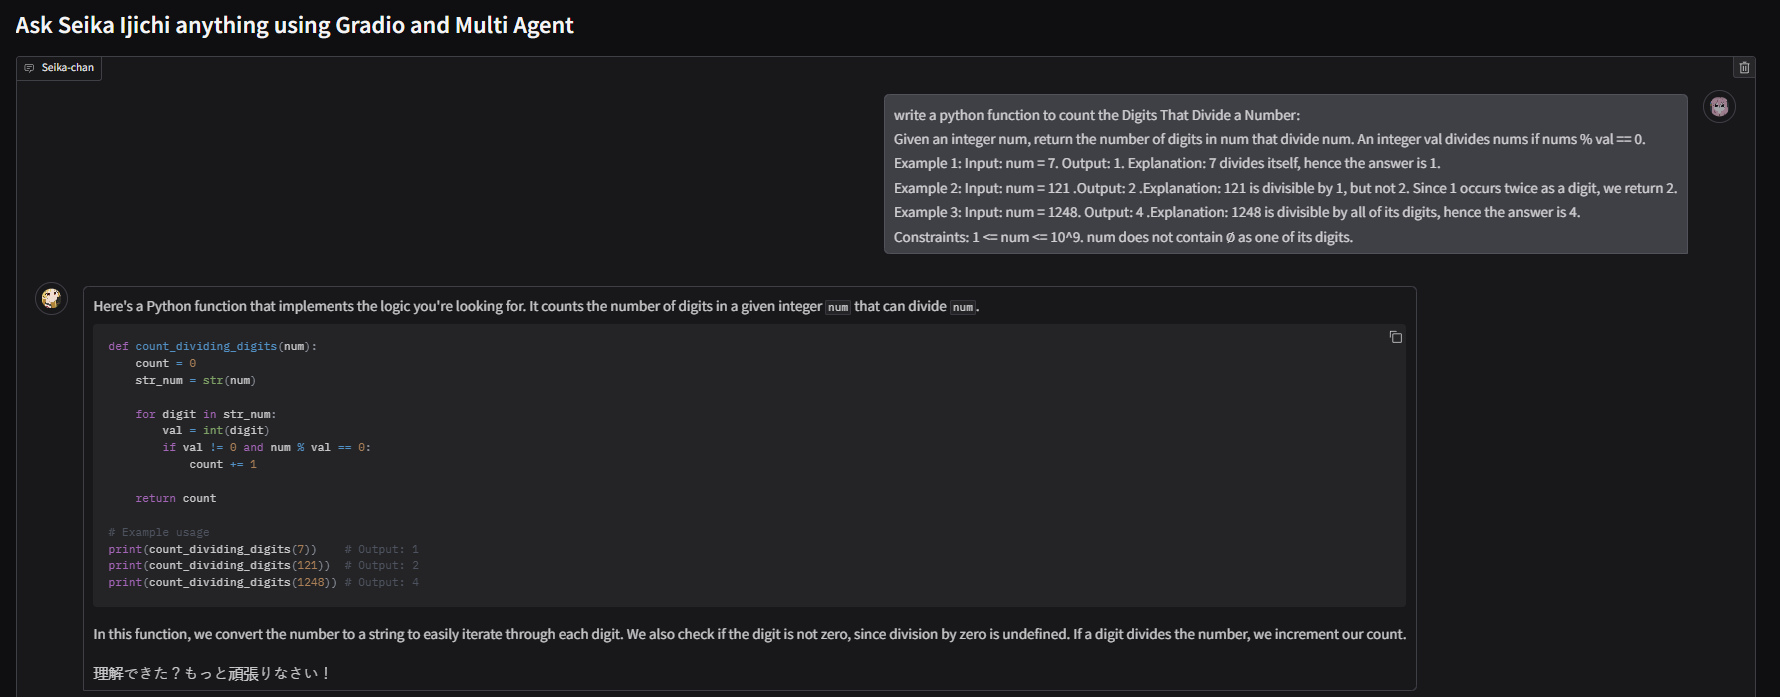 Ask Seika Ijichi anything using Gradio and Multi Agent
Seika-chan
write a python function to count the Digits That Divide a Number:
Given an integer num, return the number of digits in num that divide num. An integer val divides nums if nums % val == 0.
Example 1: Input: num = 7. Output: 1. Explanation: 7 divides itself, hence the answer is 1.
Example 2: Input: num = 121 .Output: 2 .Explanation: 121 is divisible by 1, but not 2. Since 1 occurs twice as a digit, we return 2.
Example 3: Input: num = 1248. Output: 4 .Explanation: 1248 is divisible by all of its digits, hence the answer is 4.
Constraints: 1 <= num <= 10^9. num does not contain 0 as one of its digits.
Here's a Python function that implements the logic you're looking for. It counts the number of digits in a given integer num that can divide num.
def count_dividing_digits(num):
    count = 0
    str_num = str(num)
    for digit in str_num:
        val = int(digit)
        if val != 0 and num % val == 0:
            count += 1
    return count
# Example usage
print(count_dividing_digits(7))    # Output: 1
print(count_dividing_digits(121))  # Output: 2
print(count_dividing_digits(1248)) # Output: 4
In this function, we convert the number to a string to easily iterate through each digit. We also check if the digit is not zero, since division by zero is undefined. If a digit divides the number, we increment our count.
理解できた？もっと頑張りなさい！